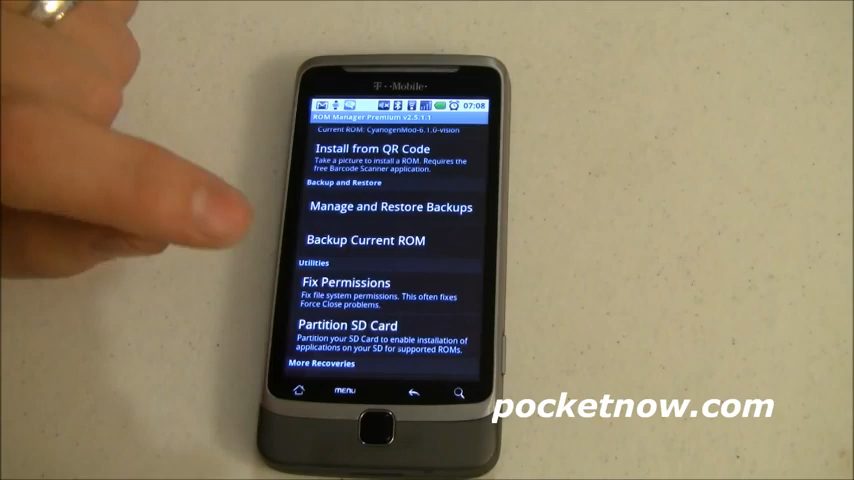 T··Mobile·
07:08
ROM Manager Premium v2.5.1.1
Current ROM: CyanogenMod-6.1.0-vision
Install from QR Code
Take a picture to install a ROM. Requires the
free Barcode Scanner application.
Backup and Restore
Manage and Restore Backups
Backup Current ROM
Utilities
Fix Permissions
Fix file system permissions. This often fixes
Force Close problems.
Partition SD Card
Partition your SD Card to enable installation of
applications on your SD for supported ROMs.
More Recoveries
MENU
pocketnow.com